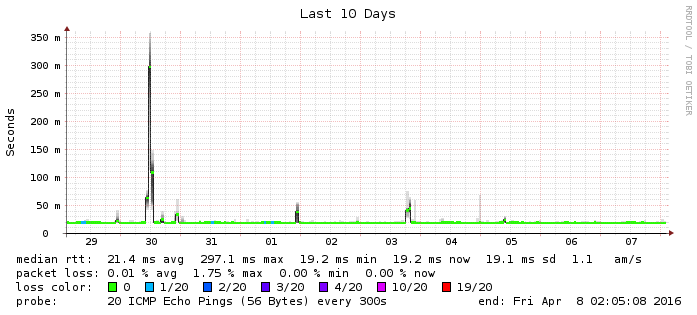 Last 10 Days
RRDTOOL / TOBI OETIKER
Seconds
350 m
300 m
250 m
200 m
150 m
100 m
50 m
0
29 30 31 01 02 03 04 05 06 07
median rtt: 21.4 ms avg 297.1 ms max 19.2 ms min 19.2 ms now 19.1 ms sd 1.1 am/s
packet loss: 0.01 % avg 1.75 % max 0.00 % min 0.00 % now
loss color: 0 1/20 2/20 3/20 4/20 10/20 19/20
probe: 20 ICMP Echo Pings (56 Bytes) every 300s end: Fri Apr 8 02:05:08 2016